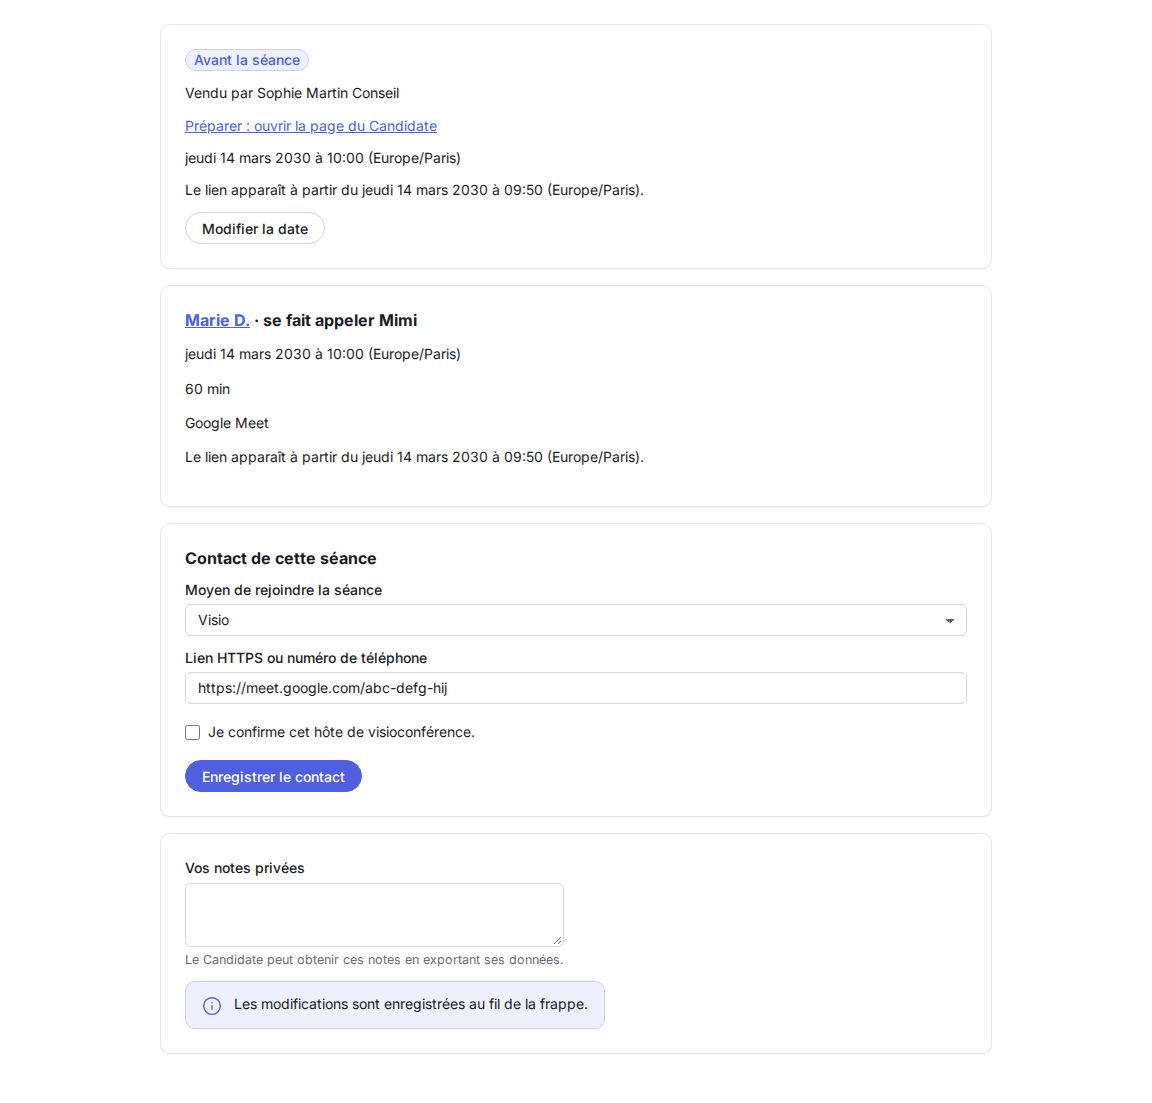 Avant la séance
Vendu par Sophie Martin Conseil
Préparer : ouvrir la page du Candidate
jeudi 14 mars 2030 à 10:00 (Europe/Paris)
Le lien apparaît à partir du jeudi 14 mars 2030 à 09:50 (Europe/Paris).
Modifier la date
Marie D. · se fait appeler Mimi
jeudi 14 mars 2030 à 10:00 (Europe/Paris)
60 min
Google Meet
Le lien apparaît à partir du jeudi 14 mars 2030 à 09:50 (Europe/Paris).
Contact de cette séance
Moyen de rejoindre la séance
Visio
Lien HTTPS ou numéro de téléphone
https://meet.google.com/abc-defg-hij
Je confirme cet hôte de visioconférence.
Enregistrer le contact
Vos notes privées
Le Candidate peut obtenir ces notes en exportant ses données.
Les modifications sont enregistrées au fil de la frappe.